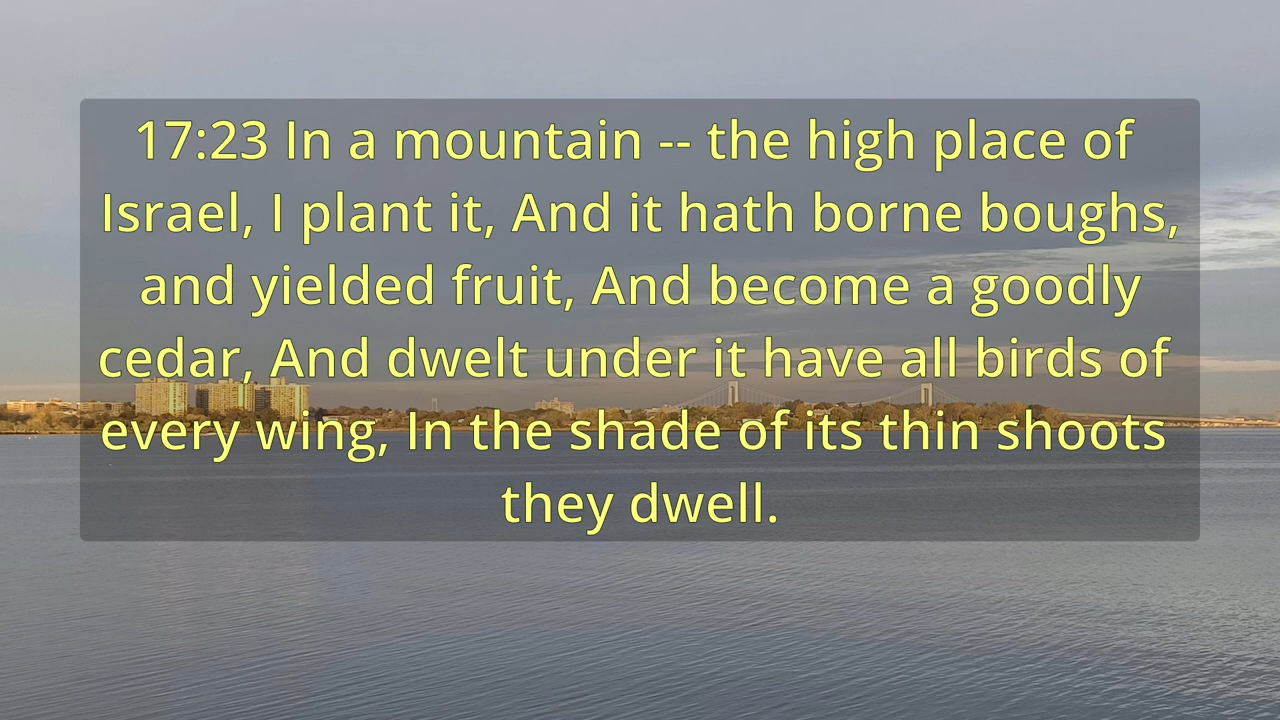 17:23 In a mountain -- the high place of
Israel, I plant it, And it hath borne boughs,
and yielded fruit, And become a goodly
cedar, And dwelt under it have all birds of
every wing, In the shade of its thin shoots
they dwell.